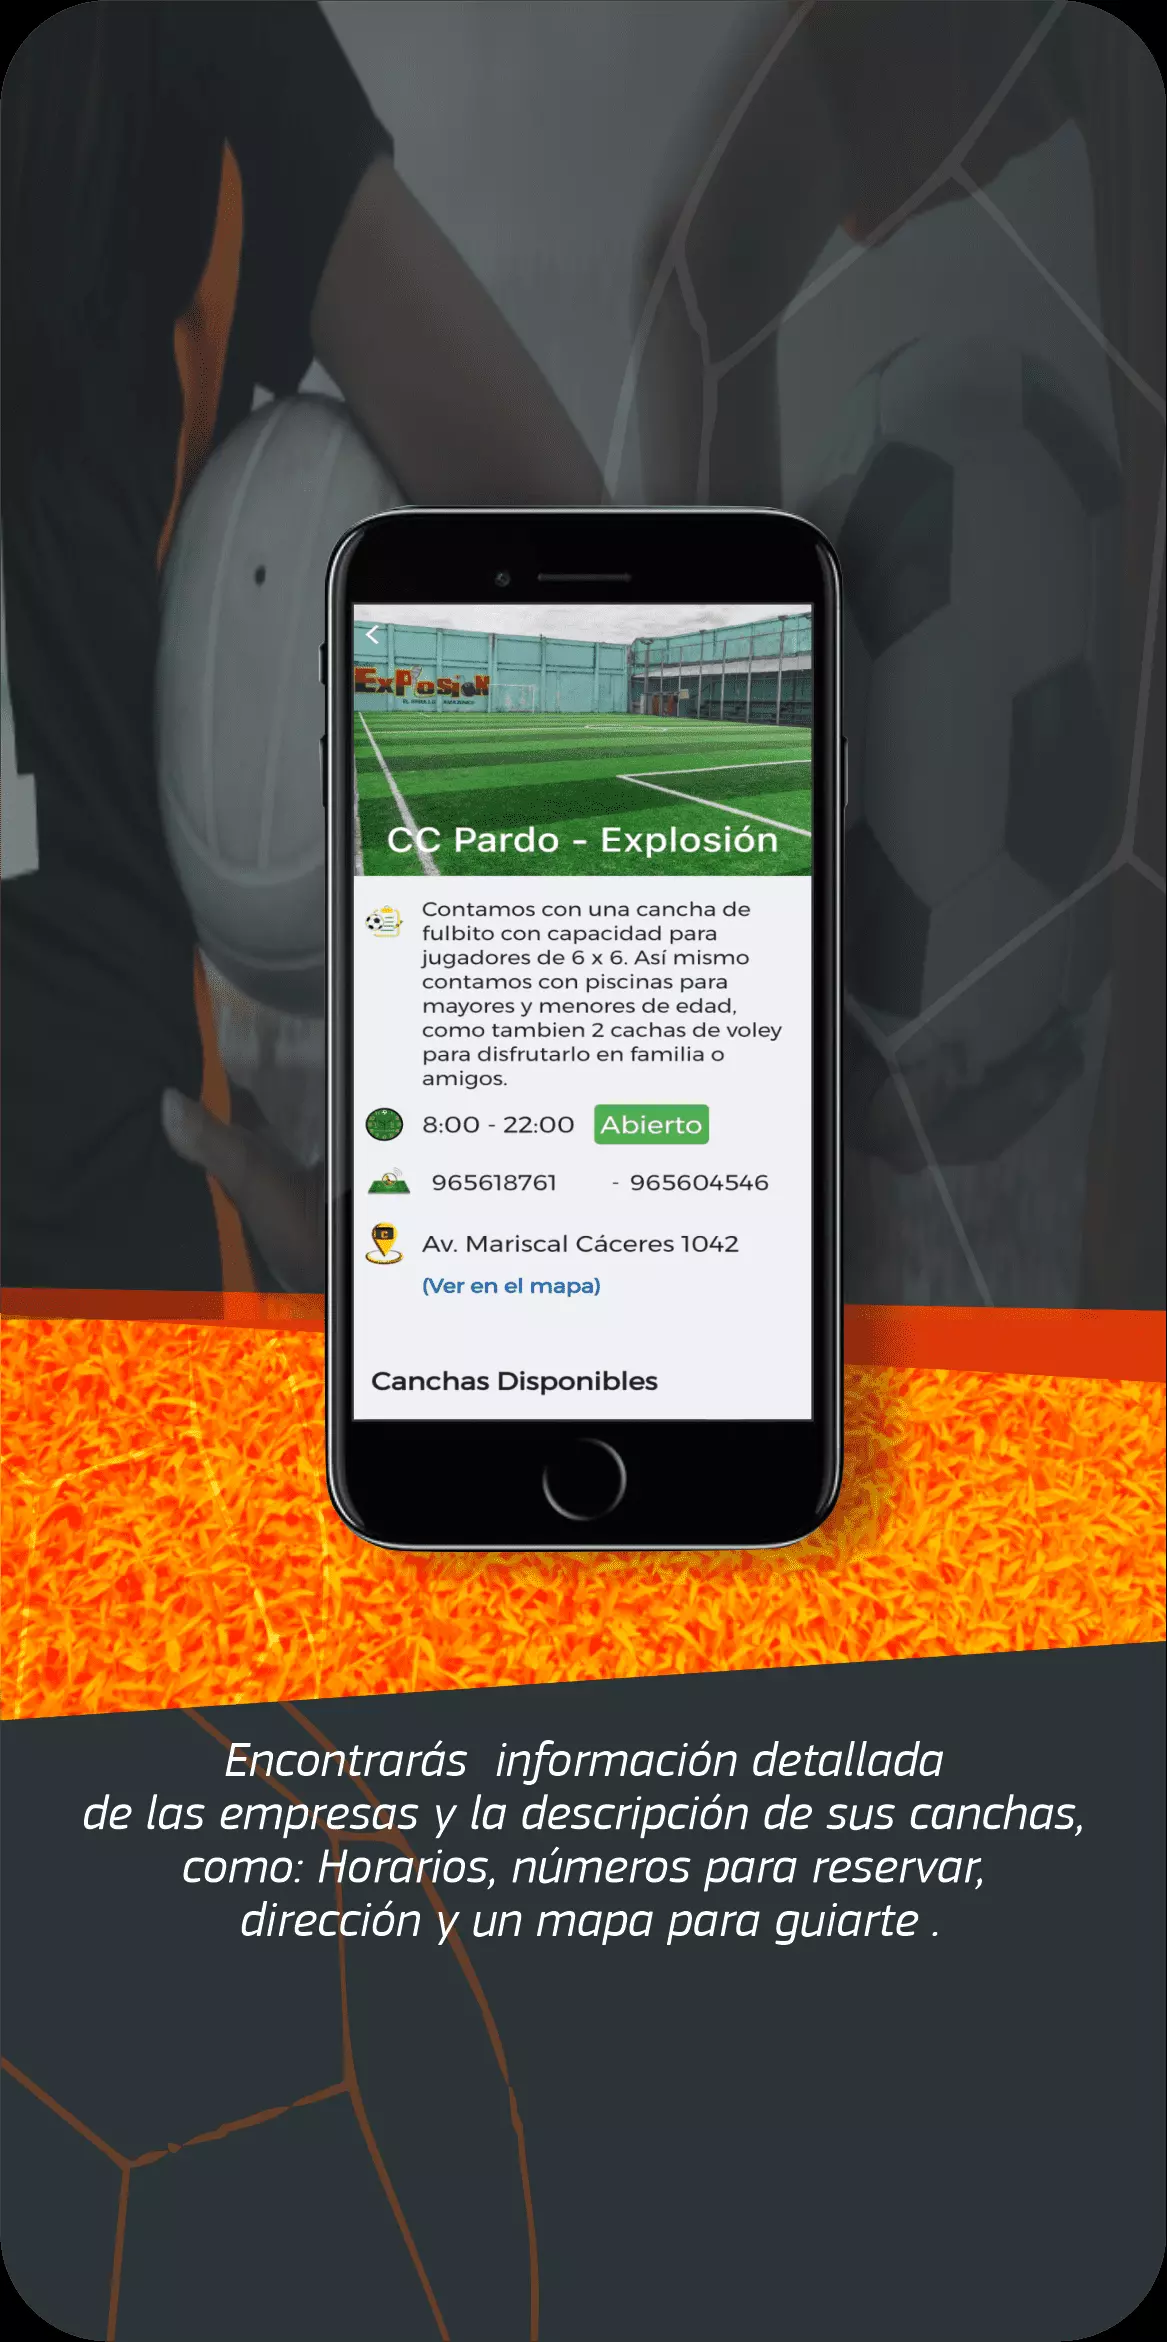 ExPlosioN
CC Pardo - Explosión
Contamos con una cancha de
fulbito con capacidad para
jugadores de 6 x 6. Así mismo
contamos con piscinas para
mayores y menores de edad,
como tambien 2 cachas de voley
para disfrutarlo en familia o
amigos.
8:00 - 22:00 Abierto
965618761 - 965604546
Av. Mariscal Cáceres 1042
(Ver en el mapa)
Canchas Disponibles
Encontrarás información detallada
de las empresas y la descripción de sus canchas,
como: Horarios, números para reservar,
dirección y un mapa para guiarte .